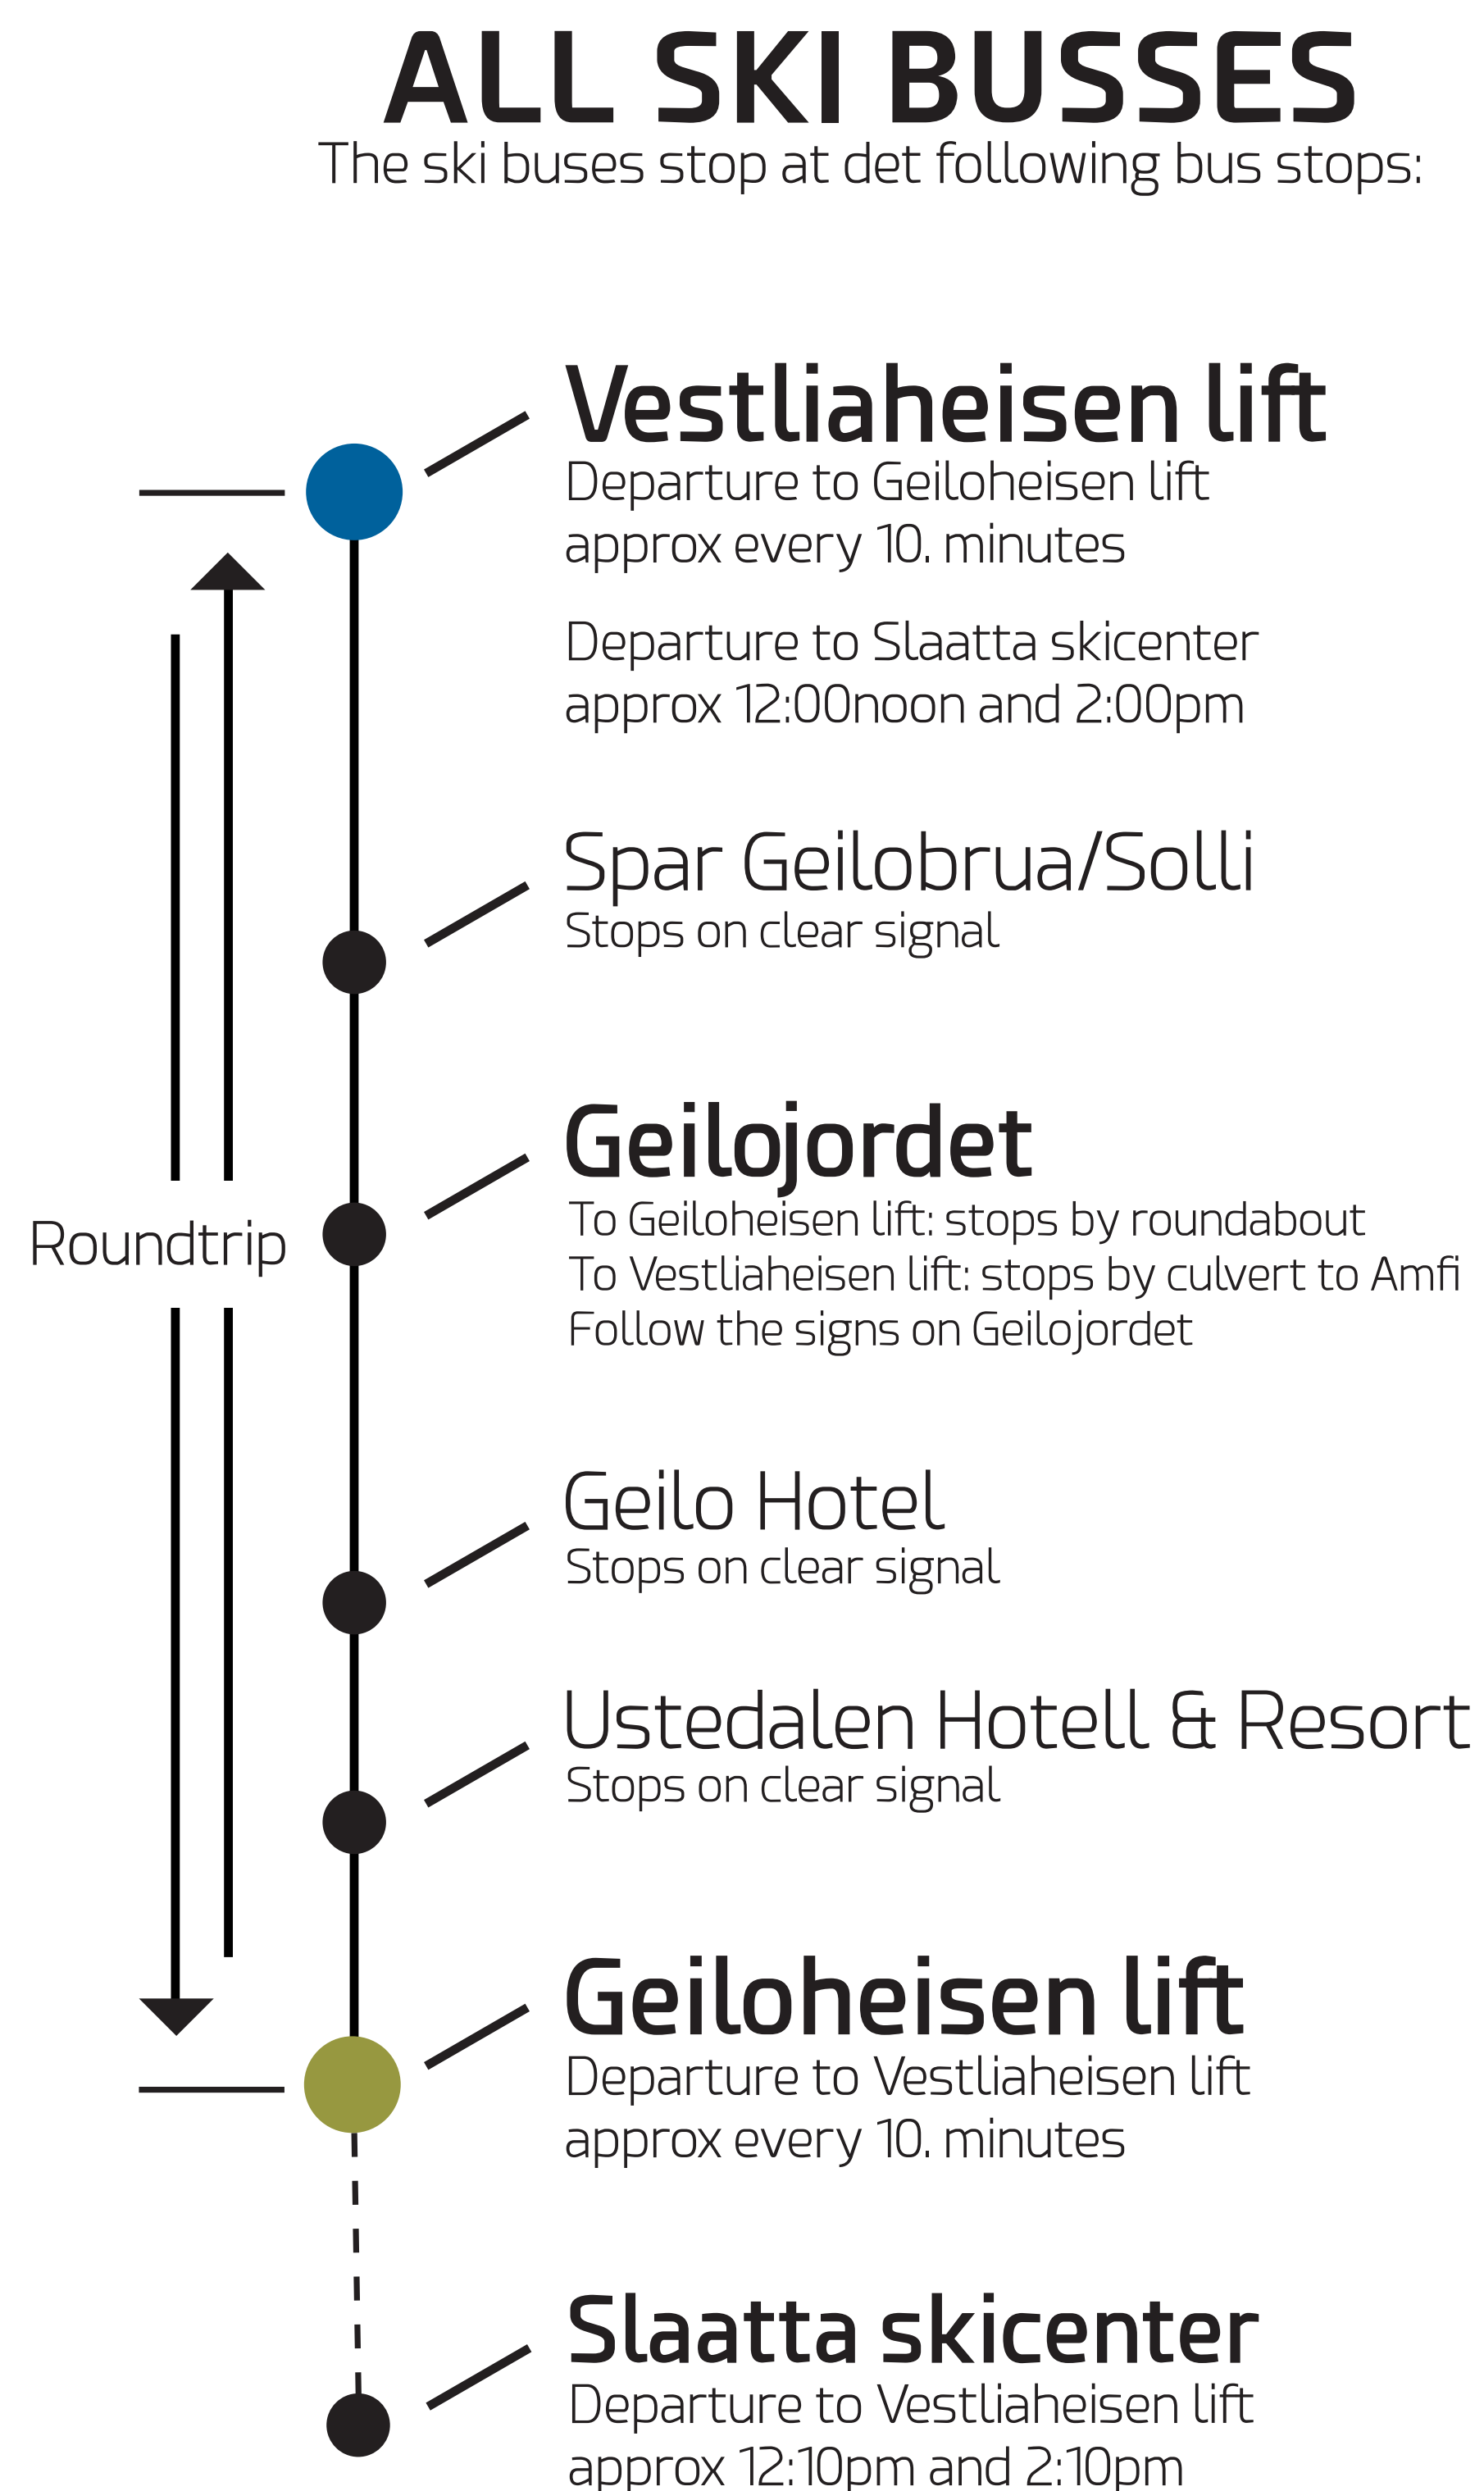 ALL SKI BUSSES
The ski buses stop at det following bus stops:
Vestliaheisen lift
Departure to Geiloheisen lift
approx every 10. minutes
Departure to Slaatta skicenter
approx 12:00noon and 2:00pm
Spar Geilobrua/Solli
Stops on clear signal
Geilojordet
To Geiloheisen lift: stops by roundabout
Roundtrip
To Vestliaheisen lift: stops by culvert to Amfi
Follow the signs on Geilojordet
Geilo Hotel
Stops on clear signal
Ustedalen Hotell & Resort
Stops on clear signal
Geiloheisen lift
Departure to Vestliaheisen lift
approx every 10. minutes
Slaatta skicenter
Departure to Vestliaheisen lift
approx 12:10pm and 2:10pm